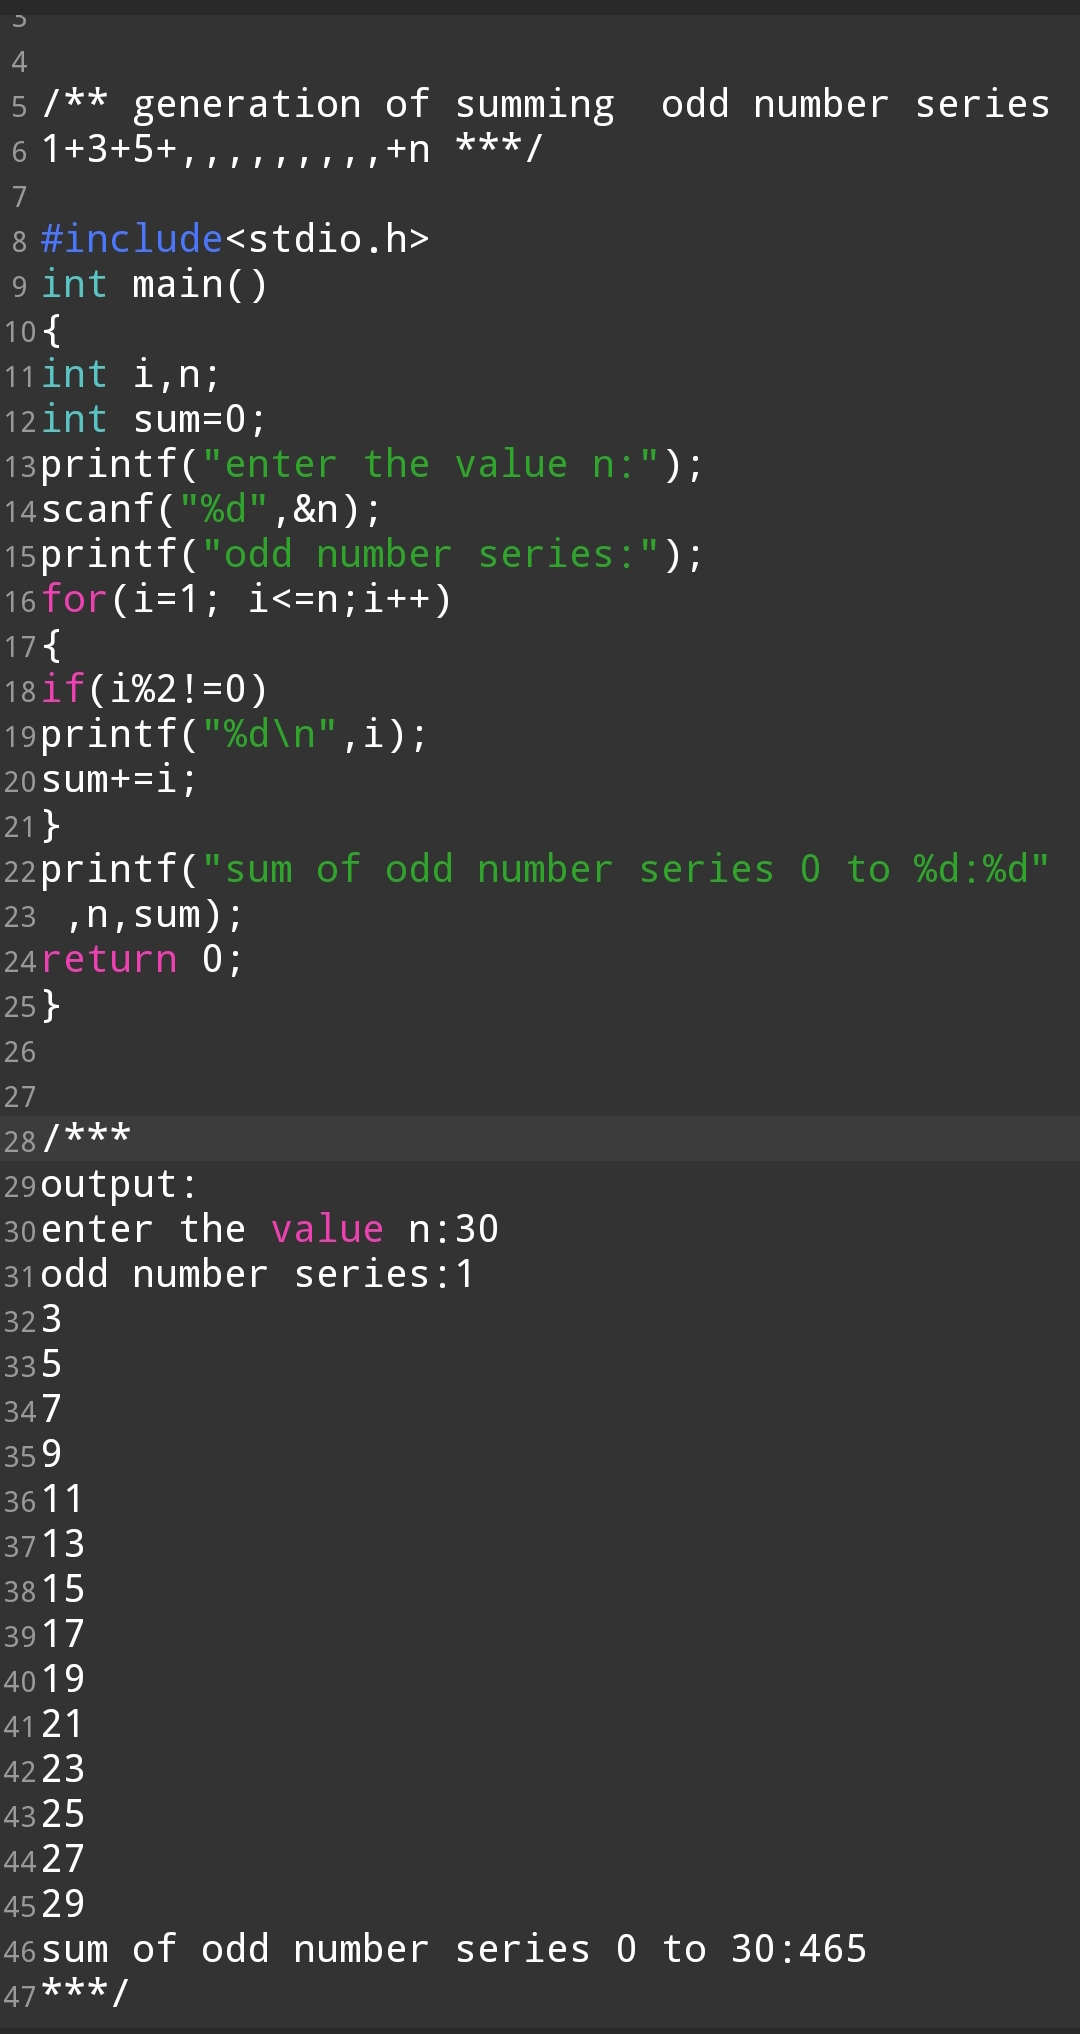 3
4
5 /** generation of summing  odd number series
6 1+3+5+,,,,,,,,,+n ***/
7
8 #include<stdio.h>
9 int main()
10 {
11 int i,n;
12 int sum=0;
13 printf("enter the value n:");
14 scanf("%d",&n);
15 printf("odd number series:");
16 for(i=1; i<=n;i++)
17 {
18 if(i%2!=0)
19 printf("%d\n",i);
20 sum+=i;
21 }
22 printf("sum of odd number series 0 to %d:%d"
23  ,n,sum);
24 return 0;
25 }
26
27
28 /***
29 output:
30 enter the value n:30
31 odd number series:1
32 3
33 5
34 7
35 9
36 11
37 13
38 15
39 17
40 19
41 21
42 23
43 25
44 27
45 29
46 sum of odd number series 0 to 30:465
47 ***/